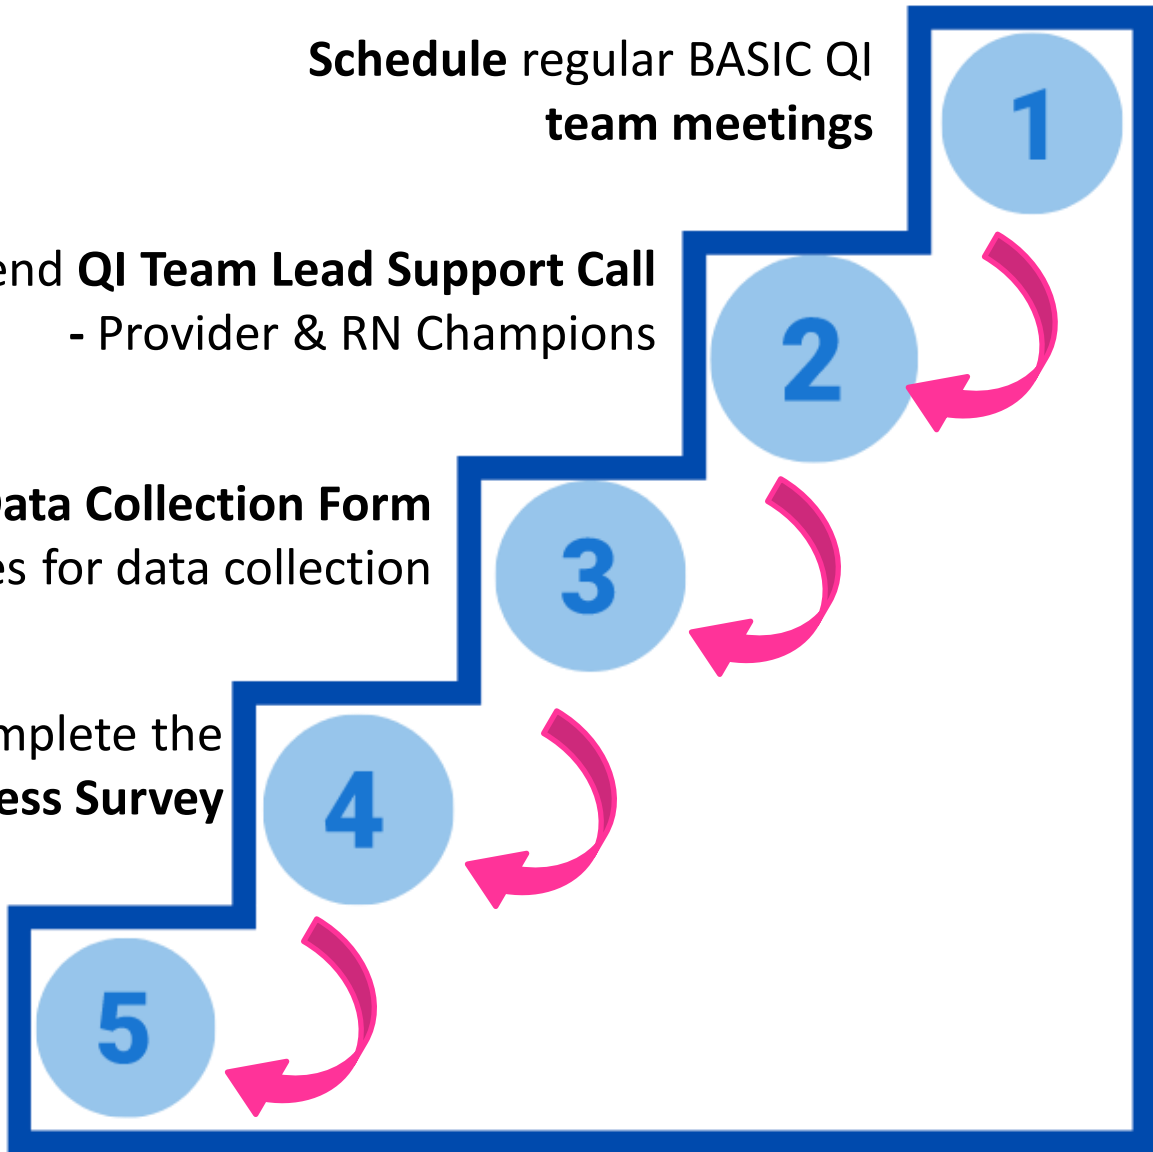 Schedule regular BASIC QI
team meetings
1
end QI Team Lead Support Call
- Provider & RN Champions
2
Data Collection Form
es for data collection
3
mplete the
ess Survey
4
5